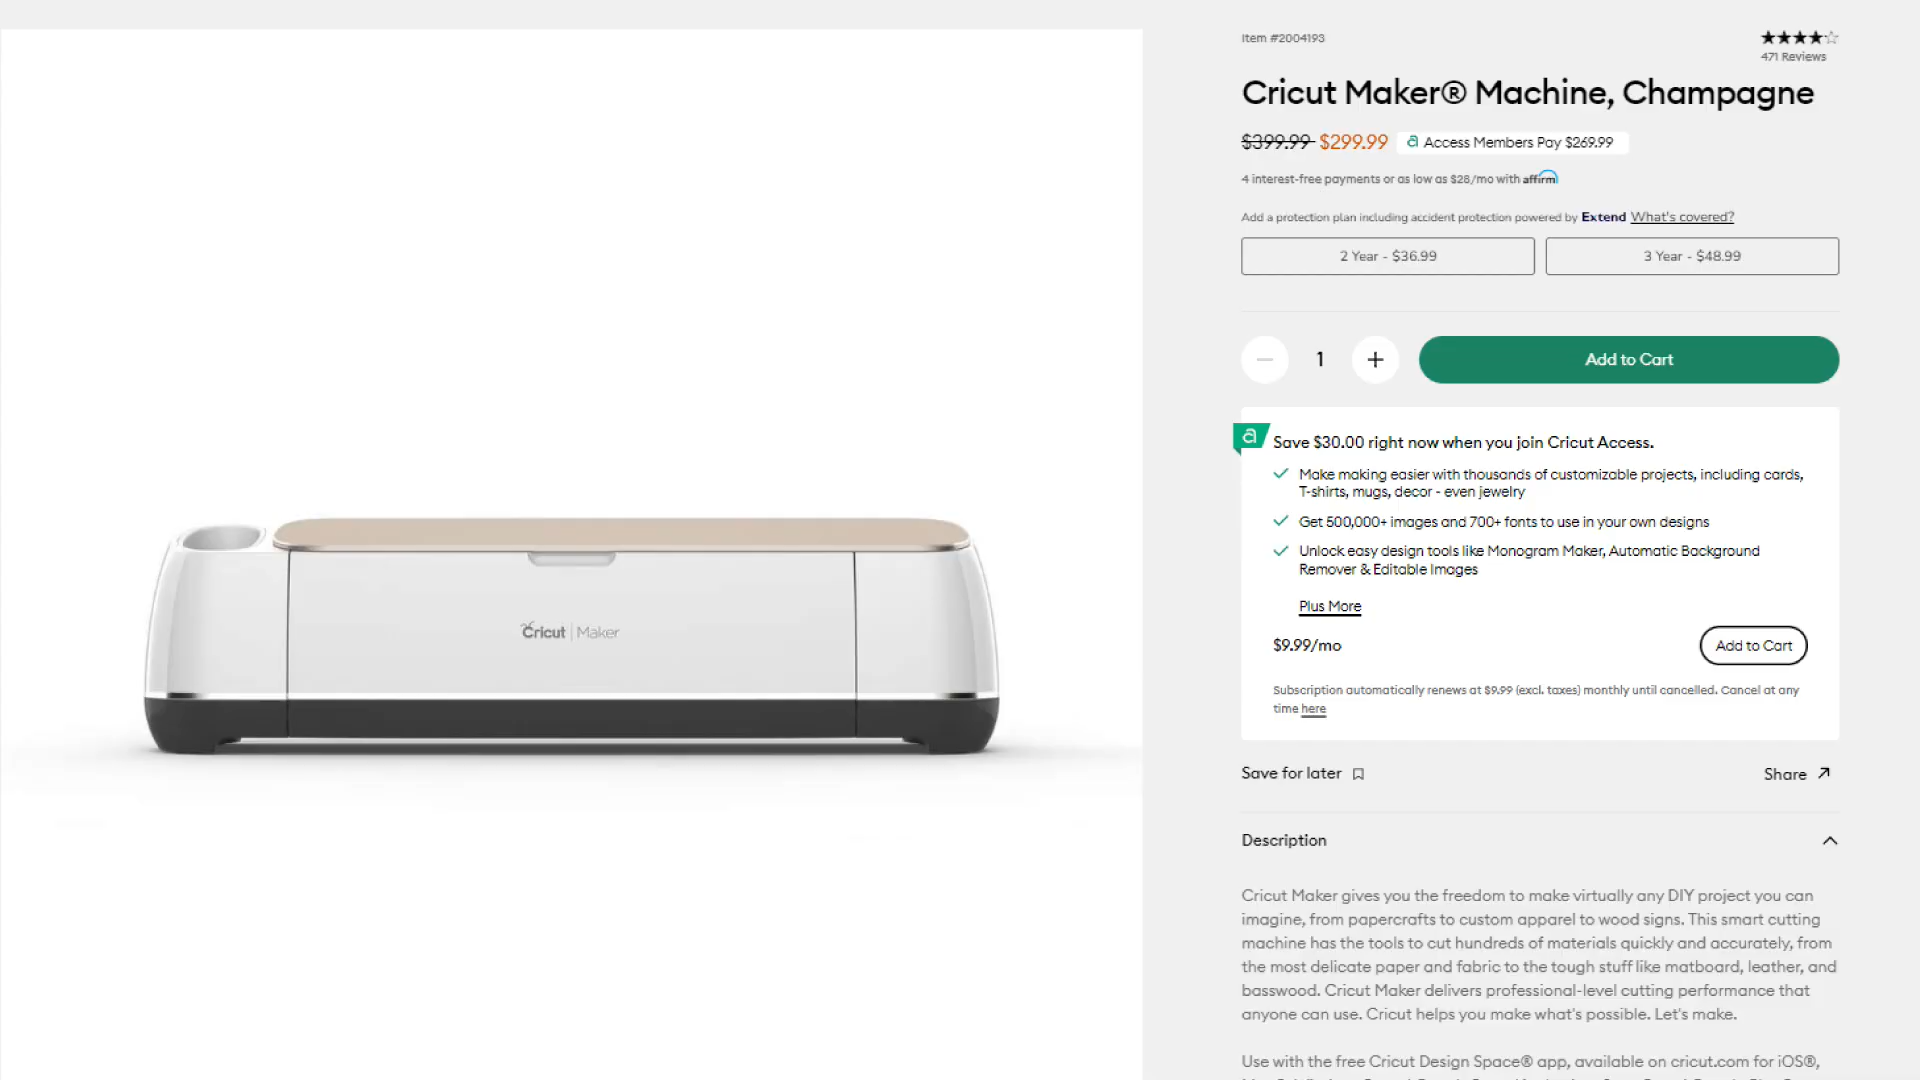 Item #2004193
471 Reviews
Cricut Maker® Machine, Champagne
$399.99 $299.99 a Access Members Pay $269.99
4 interest-free payments or as low as $28/mo with affirm
Add a protection plan including accident protection powered by Extend What's covered?
2 Year - $36.99
3 Year - $48.99
1
Add to Cart
a
Save $30.00 right now when you join Cricut Access.
Make making easier with thousands of customizable projects, including cards,
T-shirts, mugs, decor - even jewelry
Get 500,000+ images and 700+ fonts to use in your own designs
Unlock easy design tools like Monogram Maker, Automatic Background
Remover & Editable Images
Plus More
$9.99/mo
Add to Cart
Subscription automatically renews at $9.99 (excl. taxes) monthly until cancelled. Cancel at any
time here
Save for later
Share
Description
Cricut Maker gives you the freedom to make virtually any DIY project you can
imagine, from papercrafts to custom apparel to wood signs. This smart cutting
machine has the tools to cut hundreds of materials quickly and accurately, from
the most delicate paper and fabric to the tough stuff like matboard, leather, and
basswood. Cricut Maker delivers professional-level cutting performance that
anyone can use. Cricut helps you make what's possible. Let's make.
Use with the free Cricut Design Space® app, available on cricut.com for iOS®,
Cricut | Maker